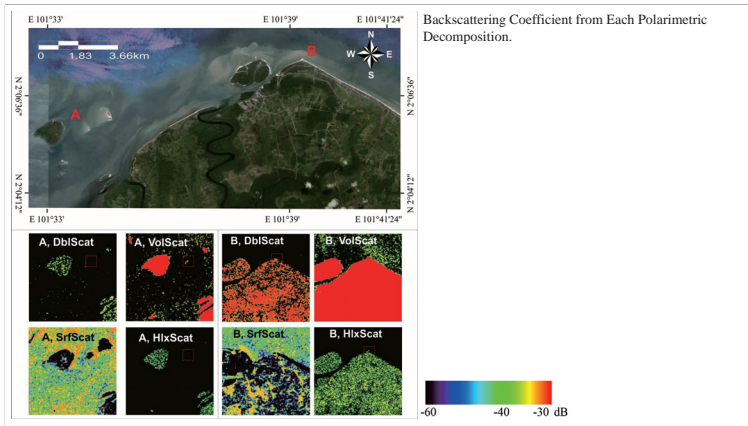 E 101°33'
E 101°39'
E 101°41'24"
Backscattering Coefficient from Each Polarimetric
Decomposition.
N
W E
S
0 1.83 3.66km
B
A
N 2°06'36"
N 2°06'36"
N 2°04'12"
N 2°04'12"
E 101°33'
E 101°39'
E 101°41'24"
A, DblScat
A, VolScat
B, DblScat
B, VolScat
A, SrfScat
A, HlxScat
B, SrfScat
B, HlxScat
-60 -40 -30 dB